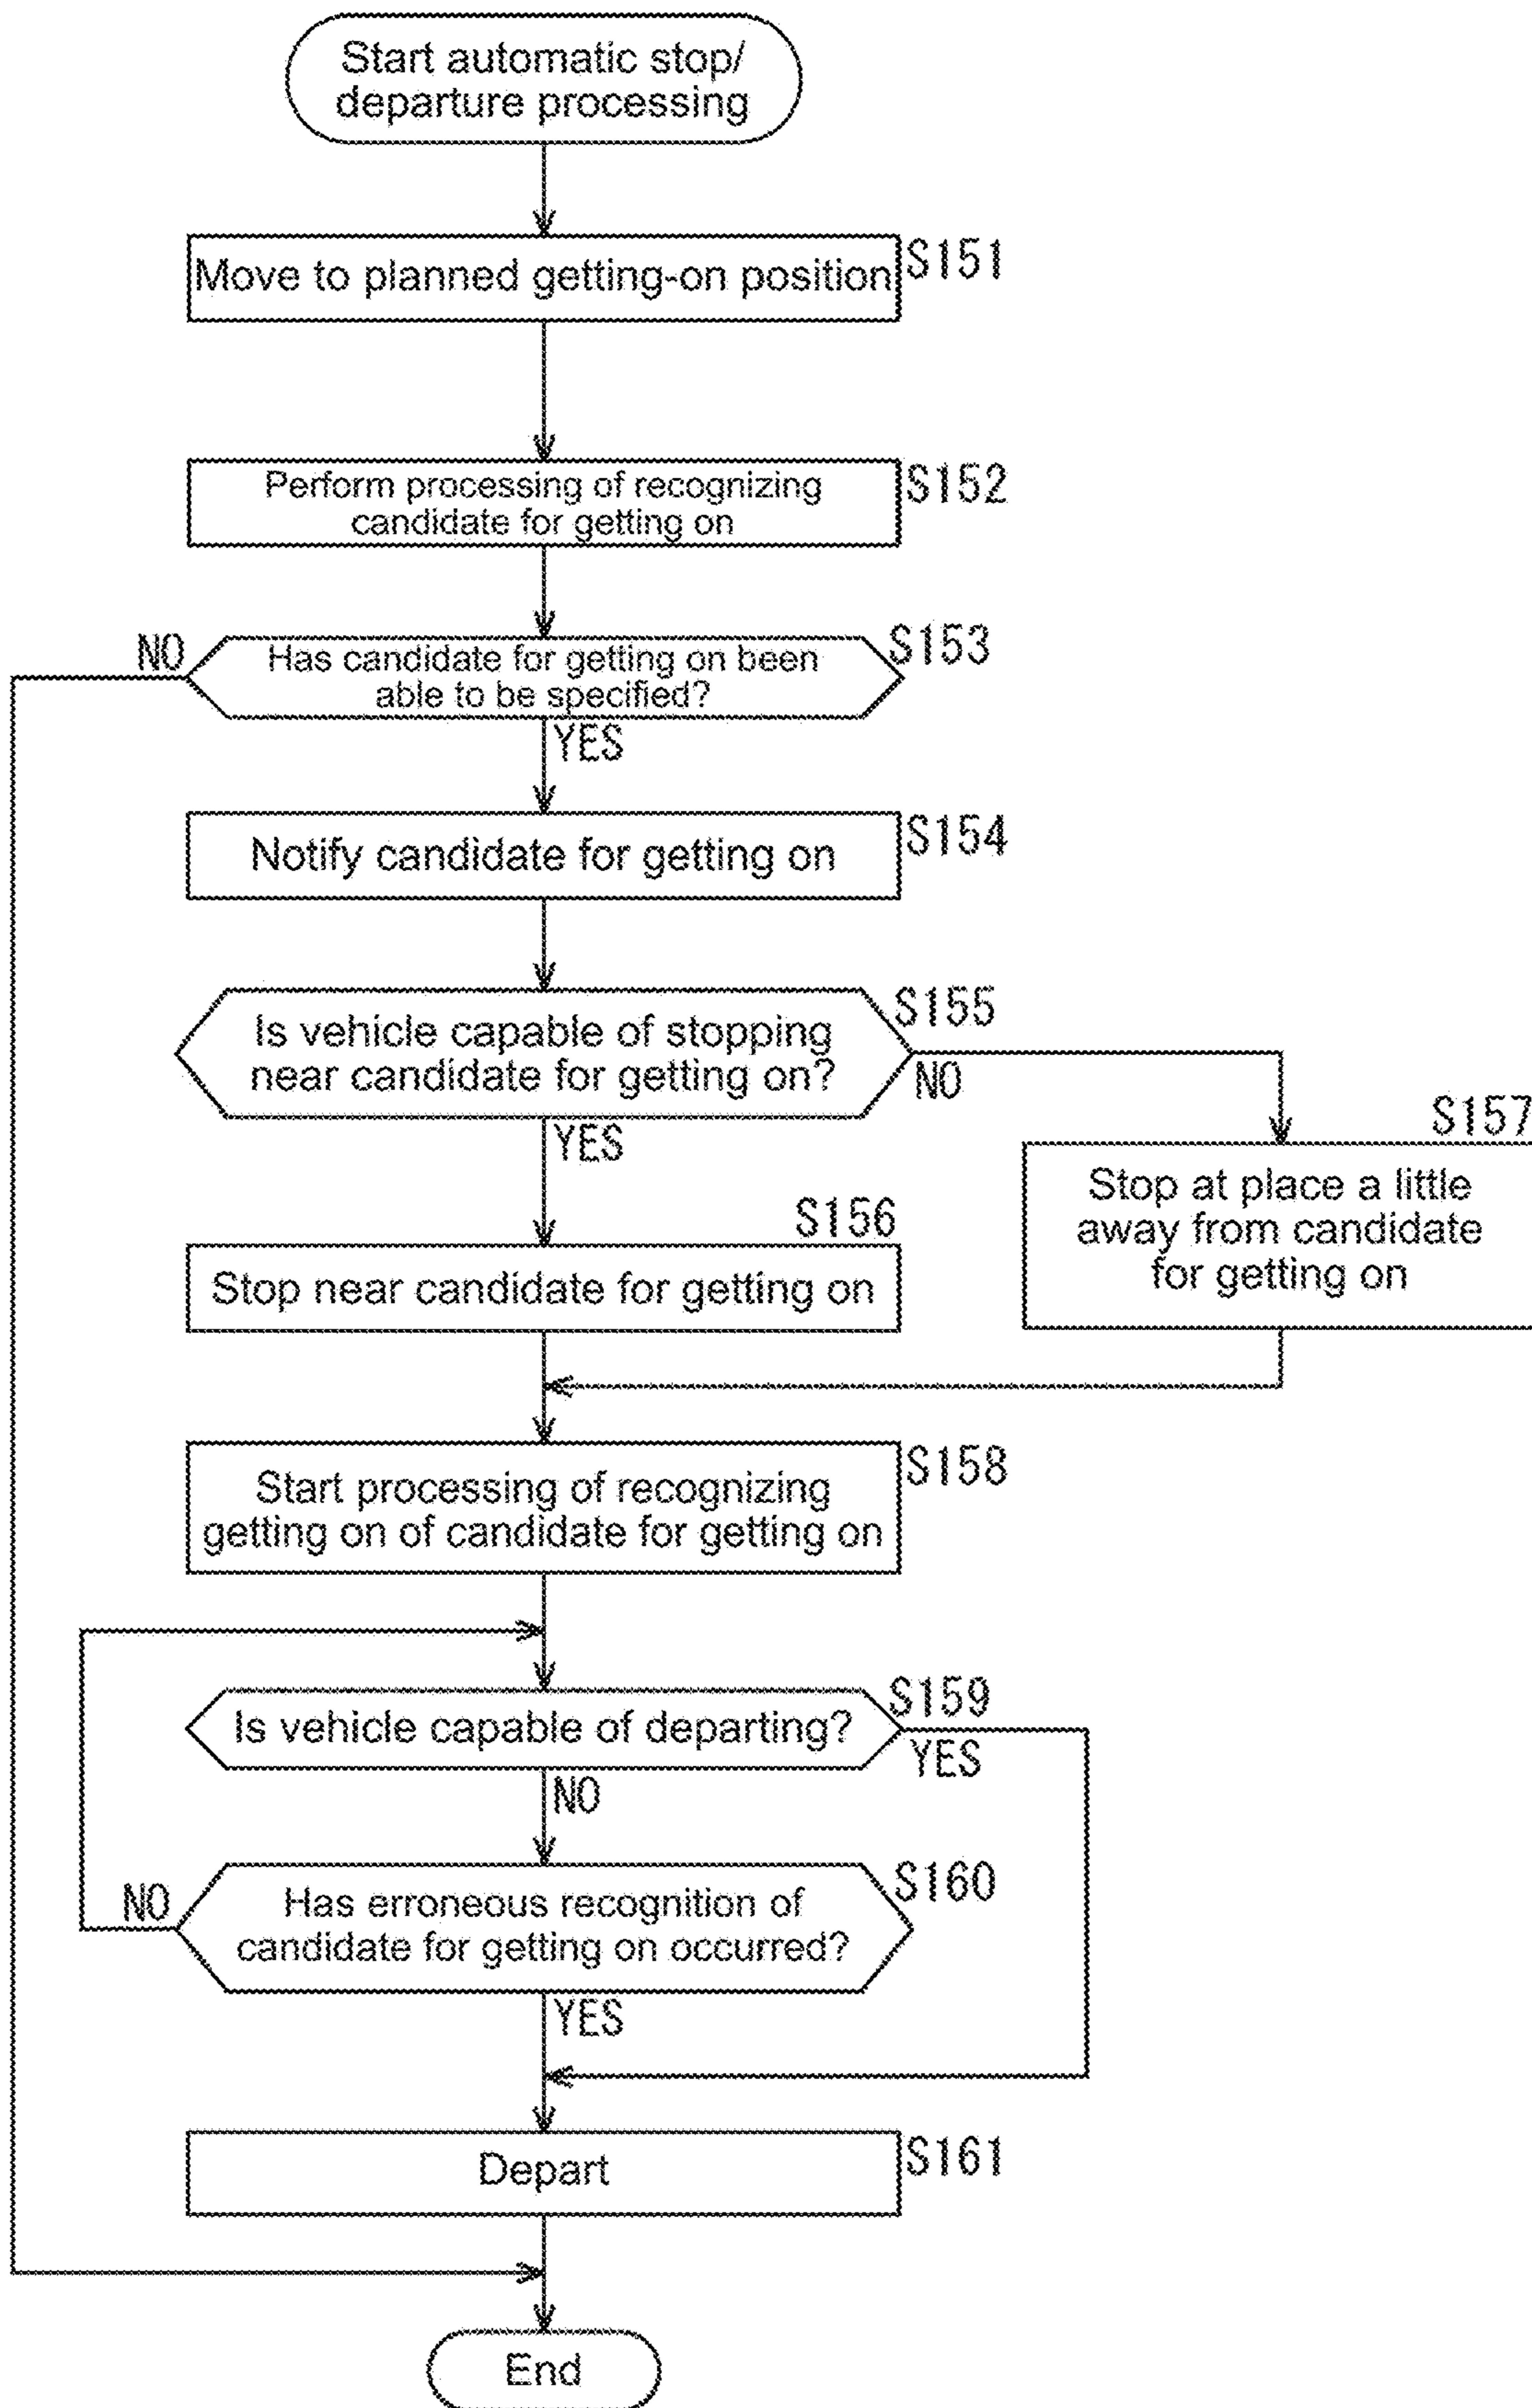 Start automatic stop/
departure processing
S151
Move to planned getting-on position
S152
Perform processing of recognizing
candidate for getting on
NO
S153
Has candidate for getting on been
able to be specified?
YES
S154
Notify candidate for getting on
S155
Is vehicle capable of stopping
near candidate for getting on?
NO
YES
S157
Stop at place a little
away from candidate
for getting on
S156
Stop near candidate for getting on
S158
Start processing of recognizing
getting on of candidate for getting on
S159
Is vehicle capable of departing?
YES
NO
S160
NO
Has erroneous recognition of
candidate for getting on occurred?
YES
S161
Depart
End